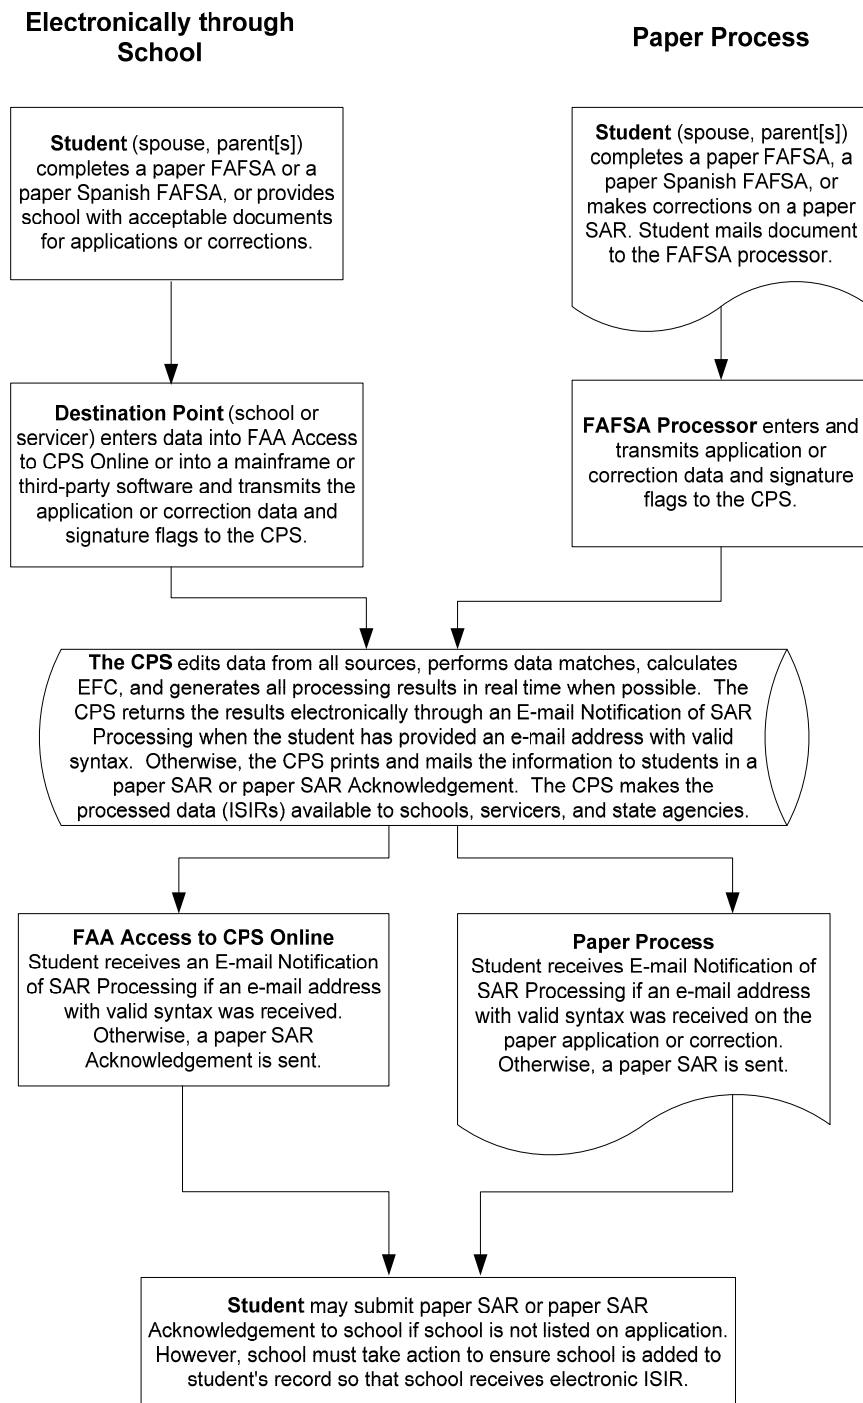 Electronically through
School
Paper Process
Student (spouse, parent[s])
completes a paper FAFSA or a
paper Spanish FAFSA, or provides
school with acceptable documents
for applications or corrections.
Student (spouse, parent[s])
completes a paper FAFSA, a
paper Spanish FAFSA, or
makes corrections on a paper
SAR. Student mails document
to the FAFSA processor.
Destination Point (school or
servicer) enters data into FAA Access
to CPS Online or into a mainframe or
third-party software and transmits the
application or correction data and
signature flags to the CPS.
FAFSA Processor enters and
transmits application or
correction data and signature
flags to the CPS.
The CPS edits data from all sources, performs data matches, calculates
EFC, and generates all processing results in real time when possible. The
CPS returns the results electronically through an E-mail Notification of SAR
Processing when the student has provided an e-mail address with valid
syntax. Otherwise, the CPS prints and mails the information to students in a
paper SAR or paper SAR Acknowledgement. The CPS makes the
processed data (ISIRs) available to schools, servicers, and state agencies.
FAA Access to CPS Online
Student receives an E-mail Notification
of SAR Processing if an e-mail address
with valid syntax was received.
Otherwise, a paper SAR
Acknowledgement is sent.
Paper Process
Student receives E-mail Notification of
SAR Processing if an e-mail address
with valid syntax was received on the
paper application or correction.
Otherwise, a paper SAR is sent.
Student may submit paper SAR or paper SAR
Acknowledgement to school if school is not listed on application.
However, school must take action to ensure school is added to
student's record so that school receives electronic ISIR.